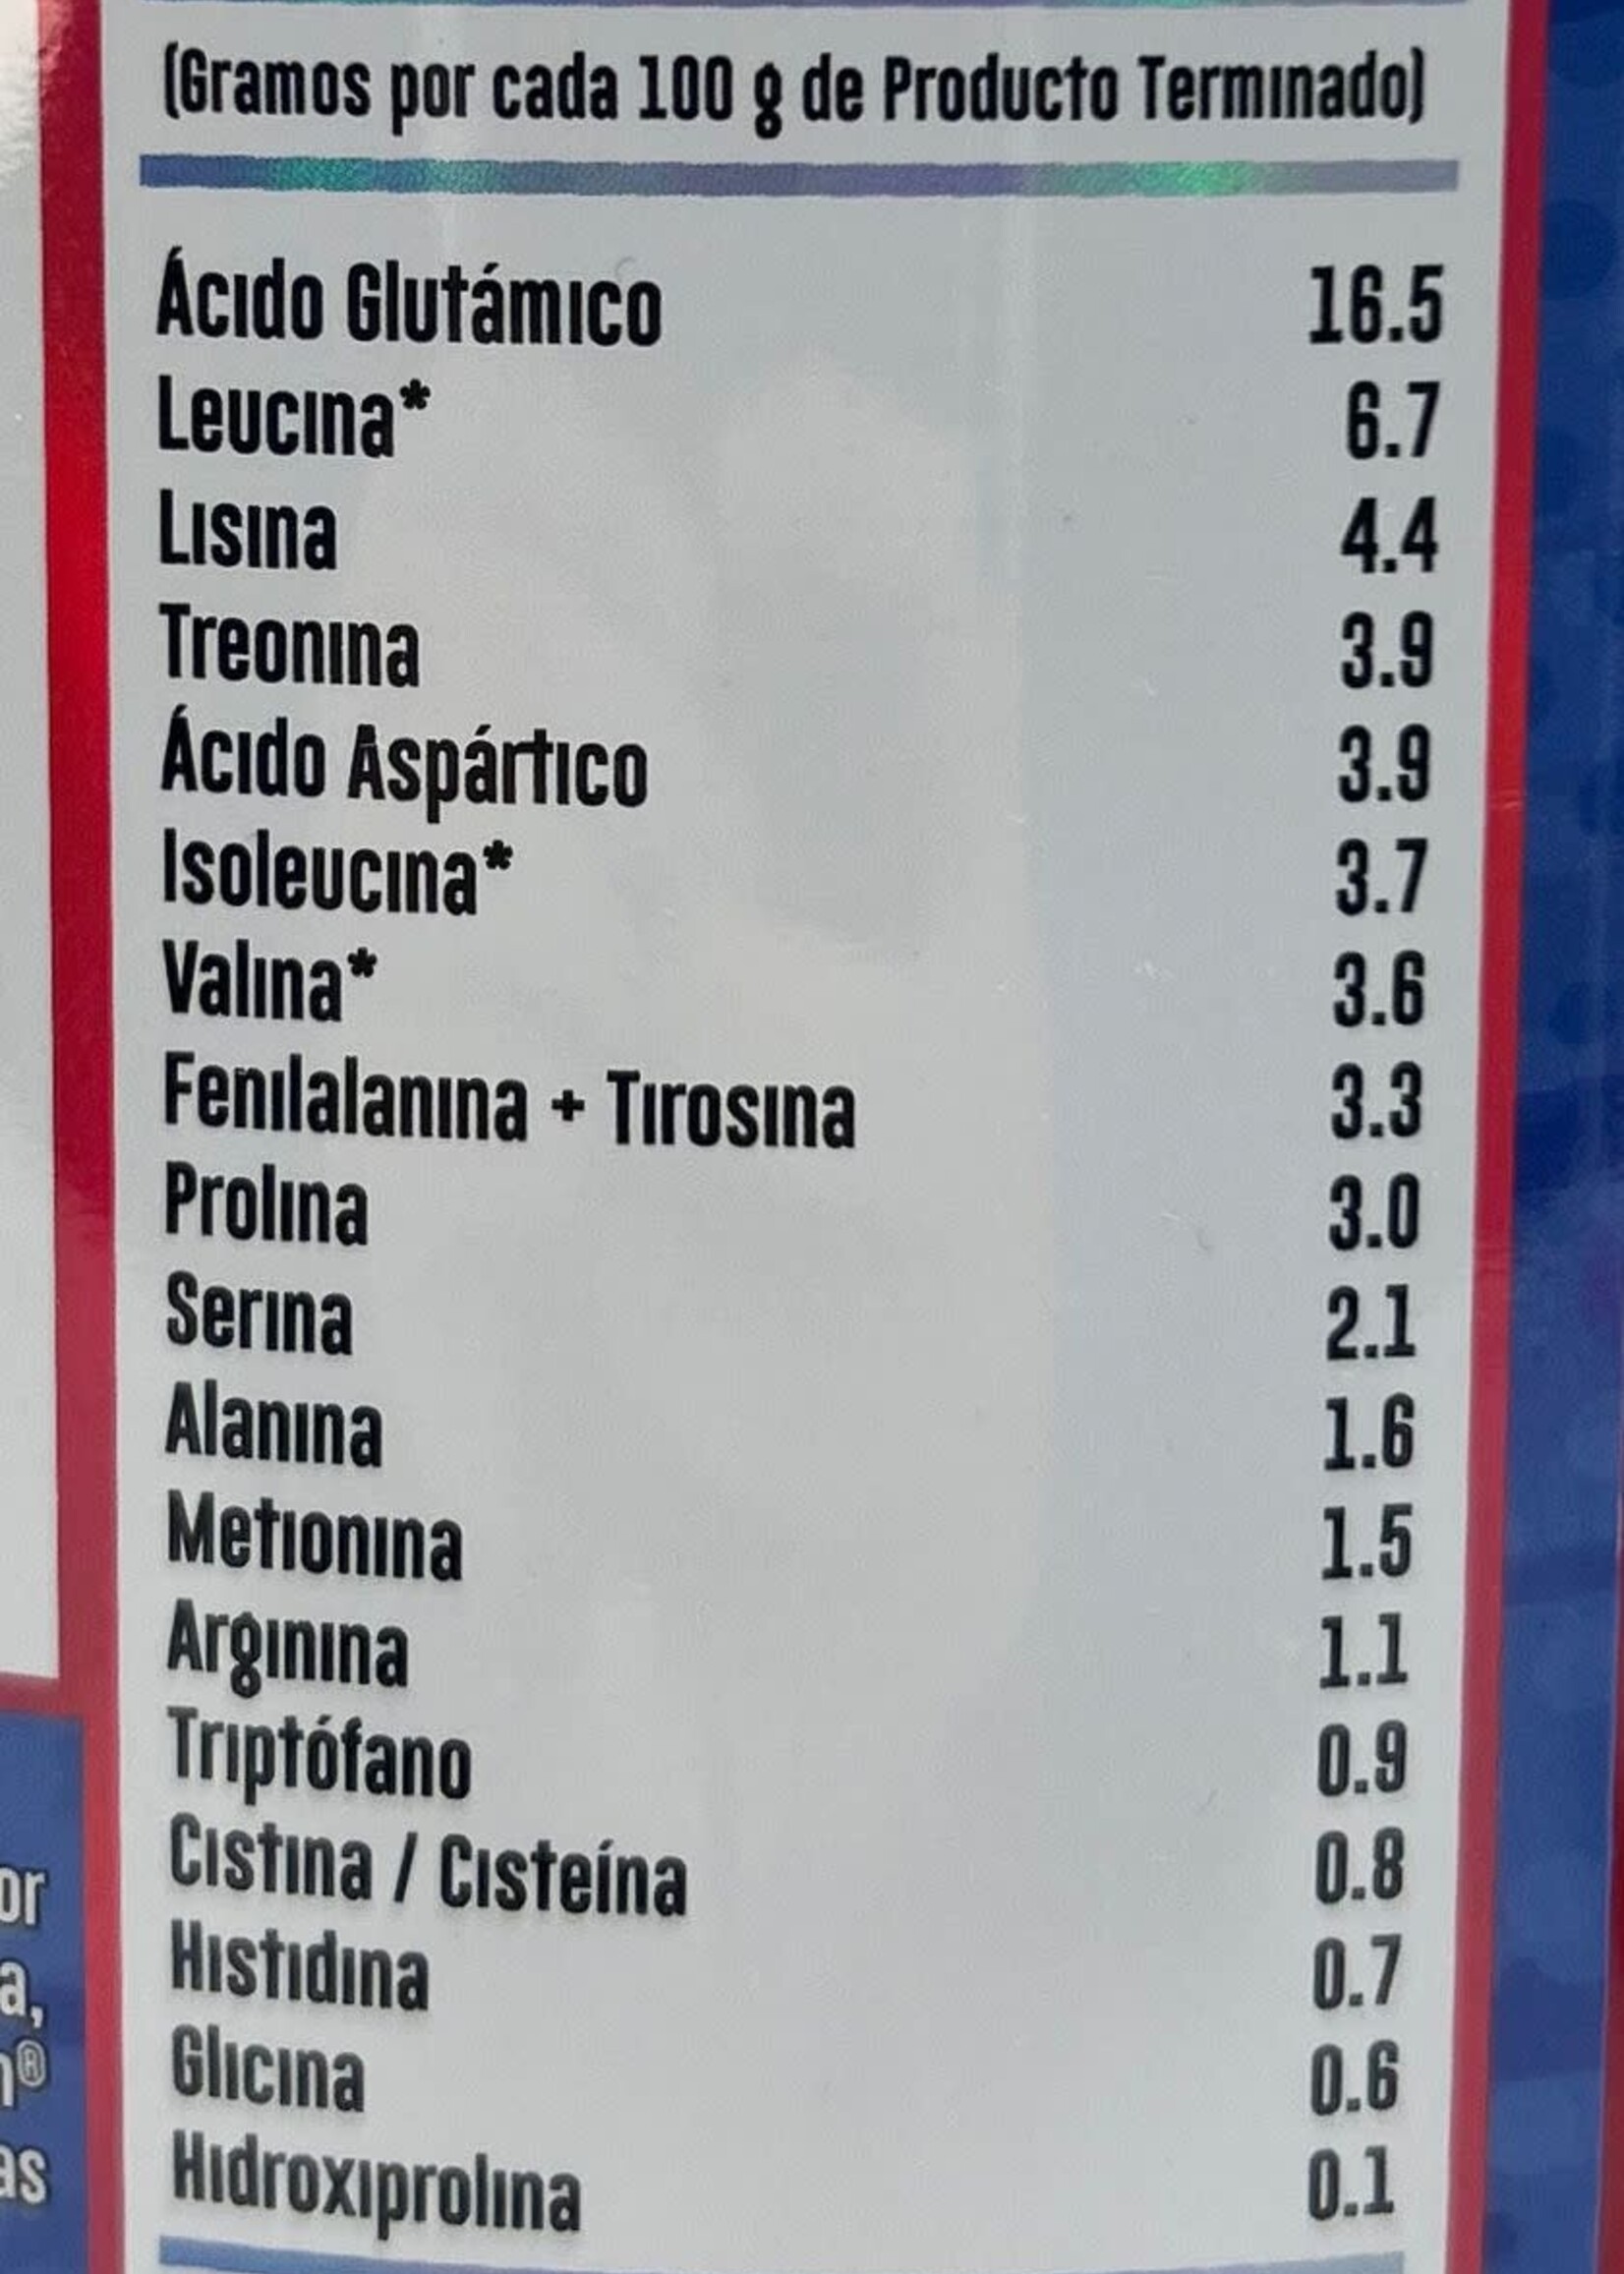 (Gramos por cada 100 g de Producto Terminado)
Ácido Glutámico 16.5
Leucina* 6.7
Lisina 4.4
Treonina 3.9
Ácido Aspártico 3.9
Isoleucina* 3.7
Valina* 3.6
Fenilalanina + Tirosina 3.3
Prolina 3.0
Serina 2.1
Alanina 1.6
Metionina 1.5
Arginina 1.1
Triptófano 0.9
Cistina / Cisteína 0.8
Histidina 0.7
Glicina 0.6
Hidroxiprolina 0.1